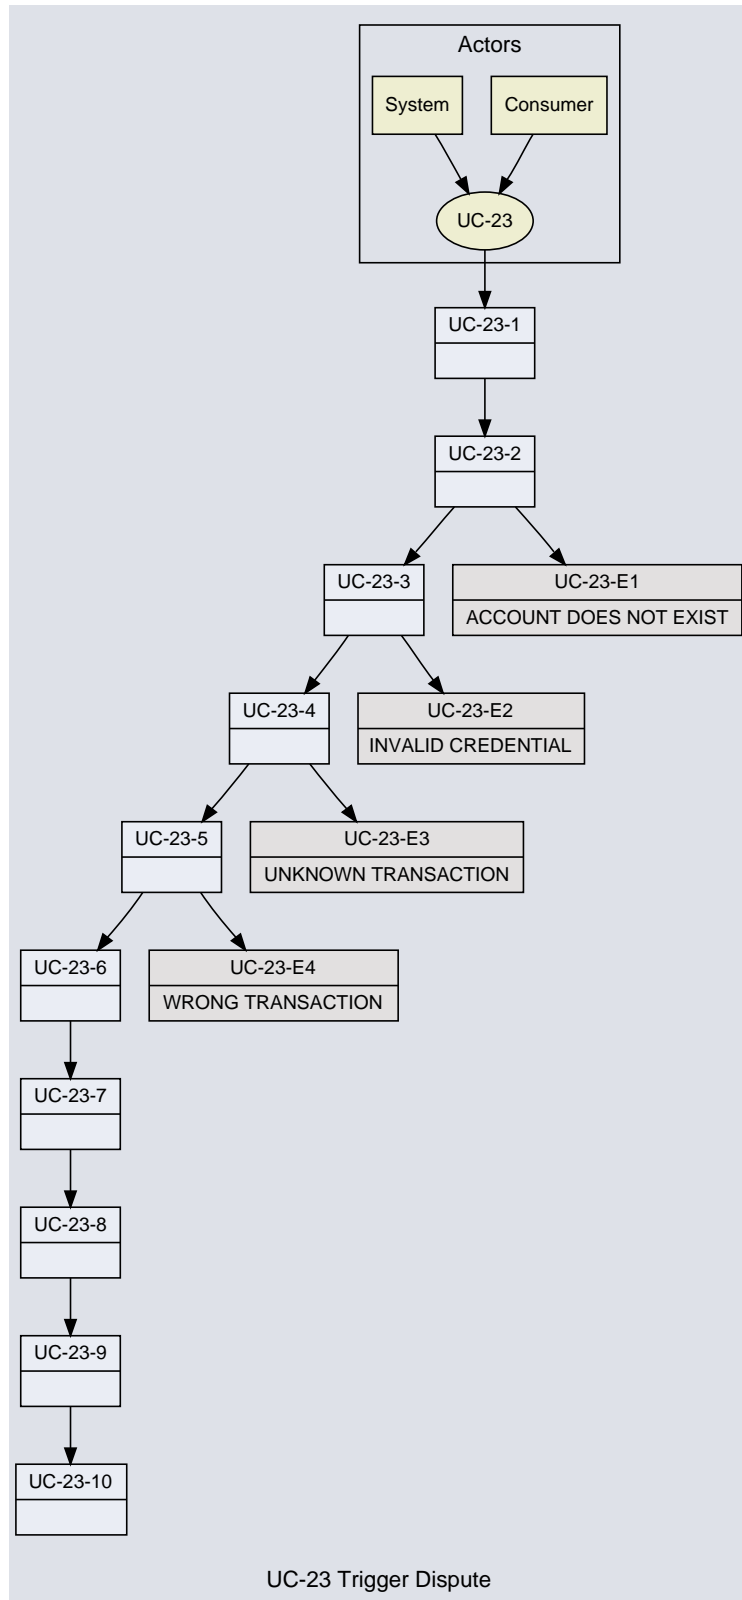 Actors
System
Consumer
UC-23
UC-23-1
UC-23-2
UC-23-3
UC-23-E1
ACCOUNT DOES NOT EXIST
UC-23-4
UC-23-E2
INVALID CREDENTIAL
UC-23-5
UC-23-E3
UNKNOWN TRANSACTION
UC-23-6
UC-23-E4
WRONG TRANSACTION
UC-23-7
UC-23-8
UC-23-9
UC-23-10
UC-23 Trigger Dispute